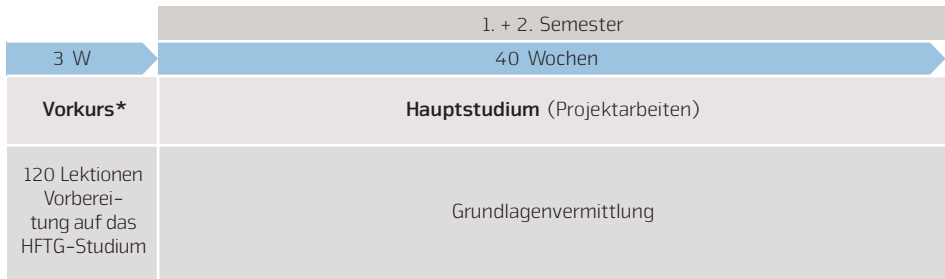 1. + 2. Semester
3 W
40 Wochen
Vorkurs*
Hauptstudium (Projektarbeiten)
120 Lektionen
Vorberei-
tung auf das
HFTG-Studium
Grundlagenvermittlung